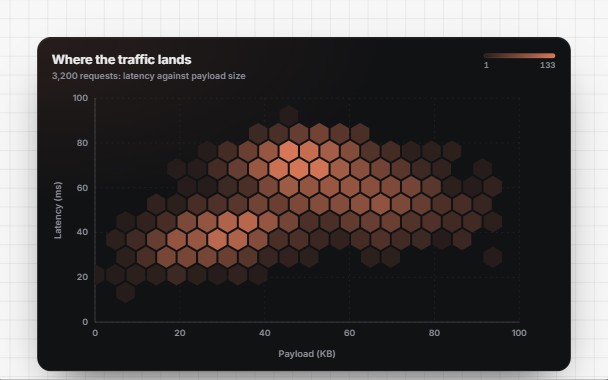 Where the traffic lands
3,200 requests: latency against payload size
1 133
100
80
60
40
20
0
Latency (ms)
0 20 40 60 80 100
Payload (KB)